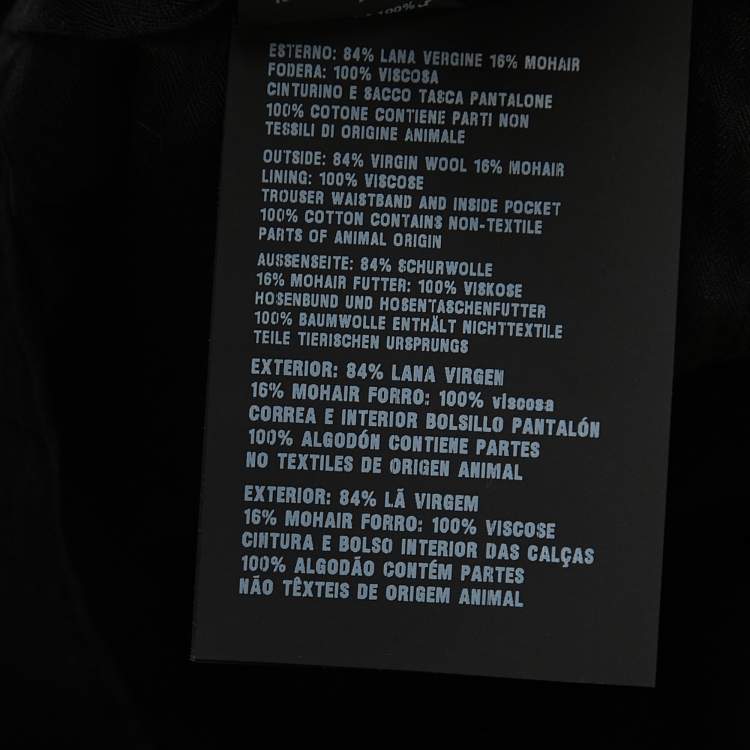 100%
ESTERNO: 84% LANA VERGINE 16% MOHAIR
FODERA: 100% VISCOSA
CINTURINO E SACCO TASCA PANTALONE
100% COTONE CONTIENE PARTI NON
TESSILI DI ORIGINE ANIMALE
OUTSIDE: 84% VIRGIN WOOL 16% MOHAIR
LINING: 100% VISCOSE
TROUSER WAISTBAND AND INSIDE POCKET
100% COTTON CONTAINS NON-TEXTILE
PARTS OF ANIMAL ORIGIN
AUSSENSEITE: 84% SCHURWOLLE
16% MOHAIR FUTTER: 100% VISKOSE
HOSENBUND UND HOSENTASCHENFUTTER
100% BAUMWOLLE ENTHÄLT NICHTTEXTILE
TEILE TIERISCHEN URSPRUNGS
EXTERIOR: 84% LANA VIRGEN
16% MOHAIR FORRO: 100% viscosa
CORREA E INTERIOR BOLSILLO PANTALÓN
100% ALGODÓN CONTIENE PARTES
NO TEXTILES DE ORIGEN ANIMAL
EXTERIOR: 84% LÃ VIRGEM
16% MOHAIR FORRO: 100% VISCOSE
CINTURA E BOLSO INTERIOR DAS CALÇAS
100% ALGODÃO CONTÉM PARTES
NÃO TÊXTEIS DE ORIGEM ANIMAL